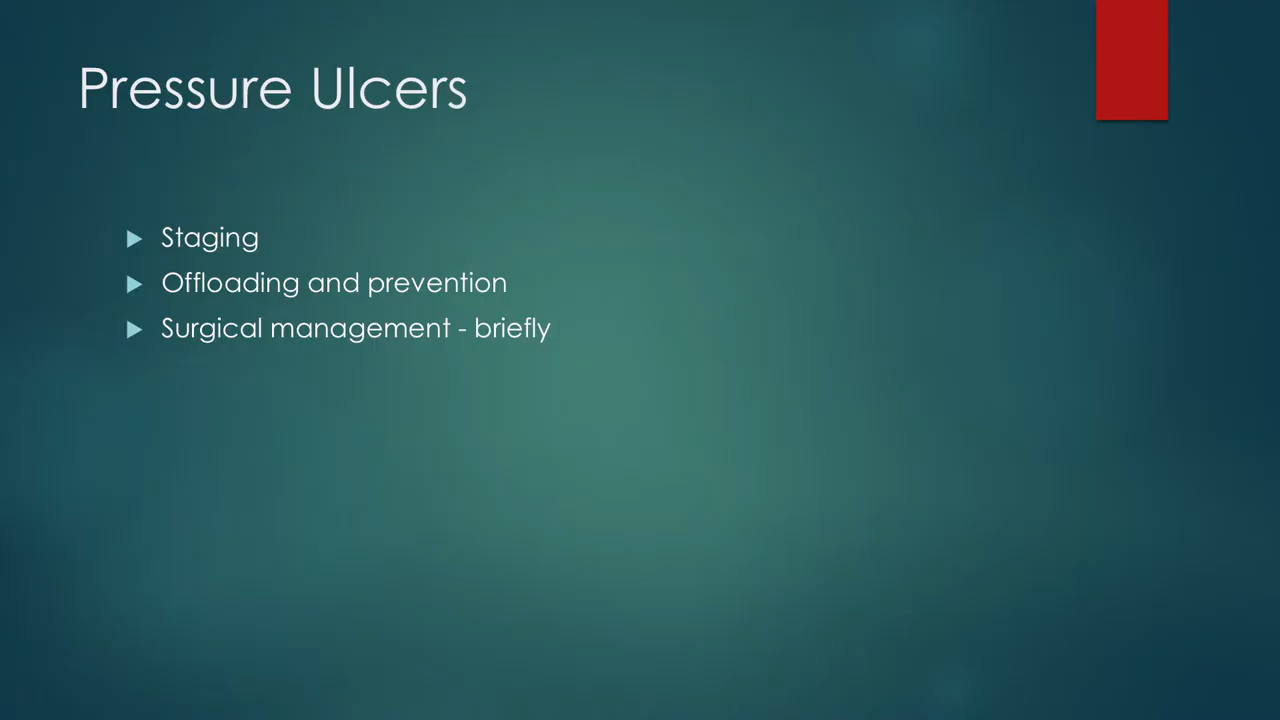 Pressure Ulcers
Staging
Offloading and prevention
Surgical management - briefly